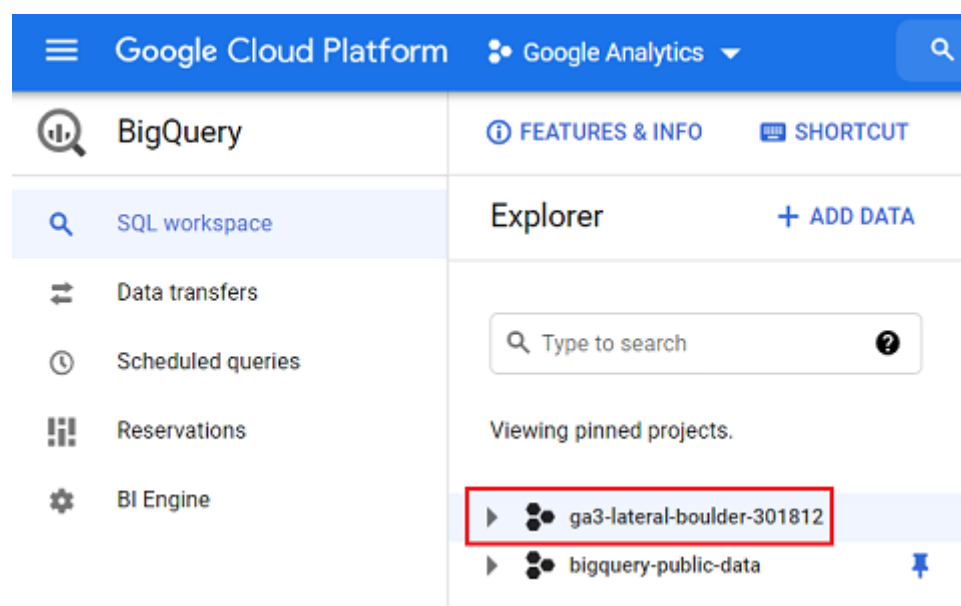 Google Cloud Platform
Google Analytics
BigQuery
FEATURES & INFO
SHORTCUT
SQL workspace
Data transfers
Scheduled queries
Reservations
BI Engine
Explorer
+ ADD DATA
Type to search
Viewing pinned projects.
ga3-lateral-boulder-301812
bigquery-public-data